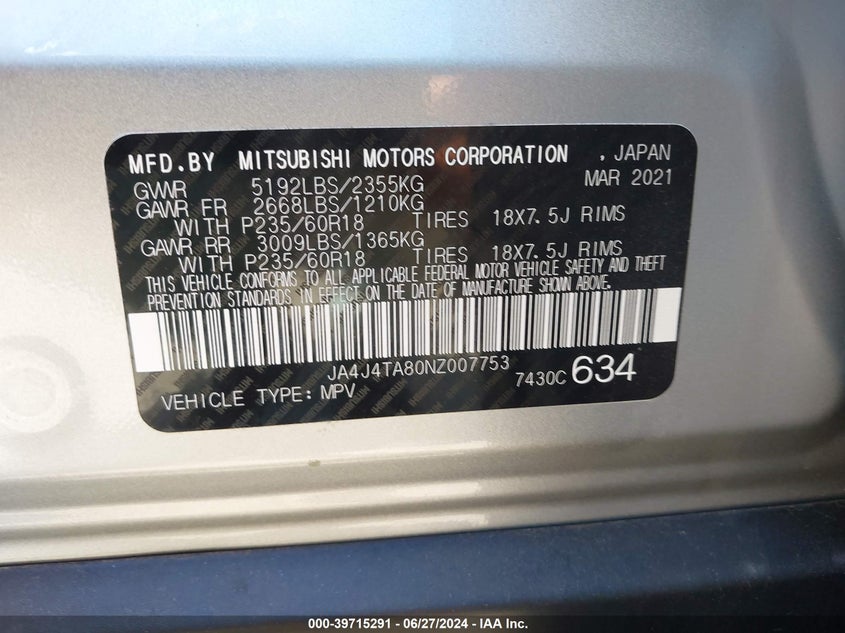 MFD.BY MITSUBISHI MOTORS CORPORATION , JAPAN
MAR 2021
GVWR 5192LBS/2355KG
GAWR FR 2668LBS/1210KG
WITH P235/60R18 TIRES 18X7.5J RIMS
GAWR RR 3009LBS/1365KG
WITH P235/60R18 TIRES 18X7.5J RIMS
THIS VEHICLE CONFORMS TO ALL APPLICABLE FEDERAL MOTOR VEHICLE SAFETY AND THEFT
PREVENTION STANDARDS IN EFFECT ON THE DATE OF MANUFACTURE SHOWN ABOVE.
JA4J4TA80NZ007753
7430C 634
VEHICLE TYPE: MPV
000-39715291 - 06/27/2024 - IAA Inc.